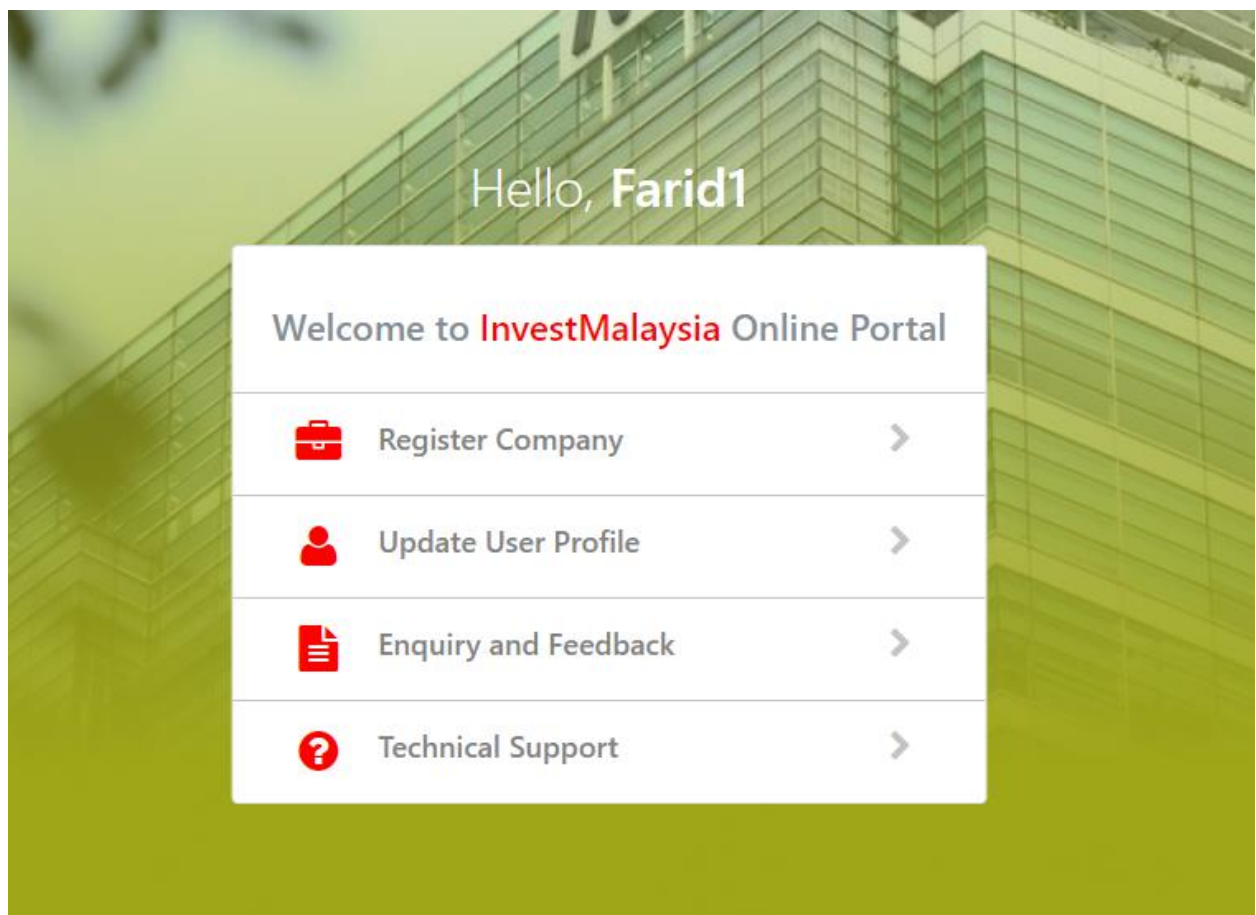 Hello, Farid1
Welcome to InvestMalaysia Online Portal
Register Company
Update User Profile
Enquiry and Feedback
Technical Support